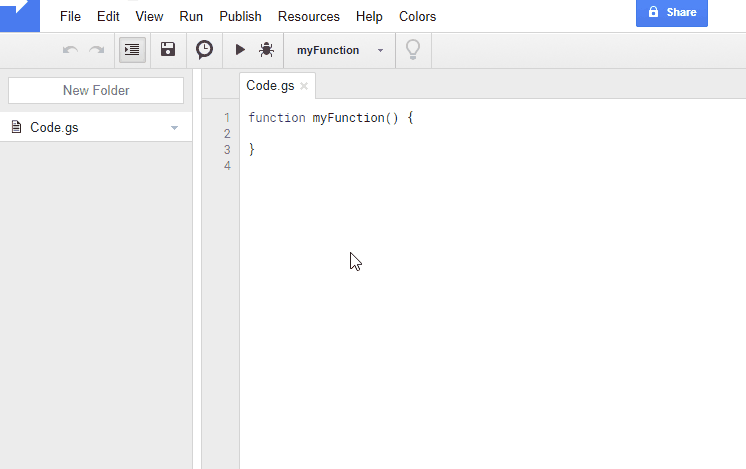 File Edit View Run Publish Resources Help Colors
Share
myFunction
New Folder
Code.gs
Code.gs
1 function myFunction() {
2
3 }
4